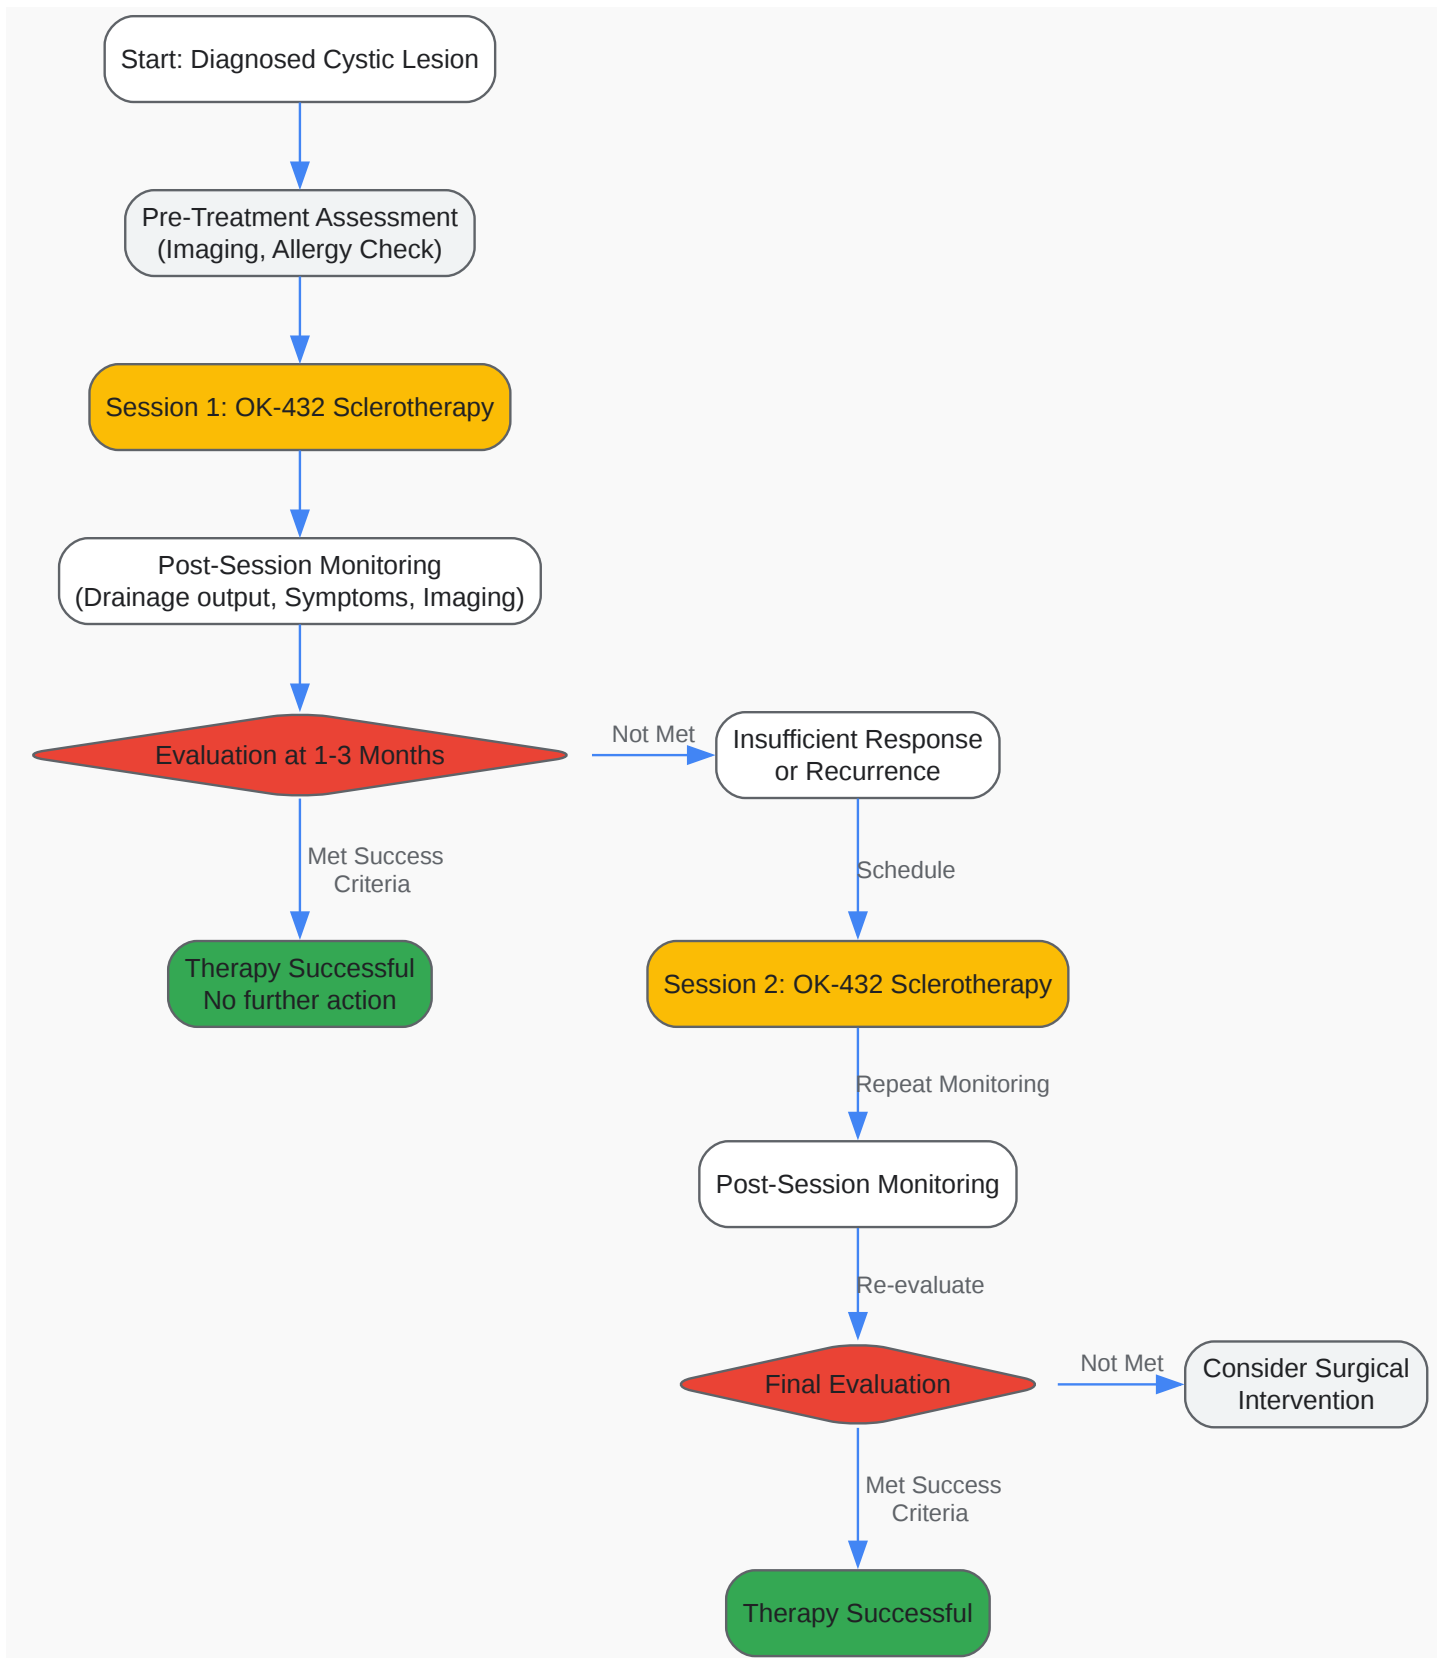 Start: Diagnosed Cystic Lesion
Pre-Treatment Assessment
(Imaging, Allergy Check)
Session 1: OK-432 Sclerotherapy
Post-Session Monitoring
(Drainage output, Symptoms, Imaging)
Evaluation at 1-3 Months
Not Met
Insufficient Response
or Recurrence
Met Success
Criteria
Schedule
Therapy Successful
No further action
Session 2: OK-432 Sclerotherapy
Repeat Monitoring
Post-Session Monitoring
Re-evaluate
Final Evaluation
Not Met
Consider Surgical
Intervention
Met Success
Criteria
Therapy Successful